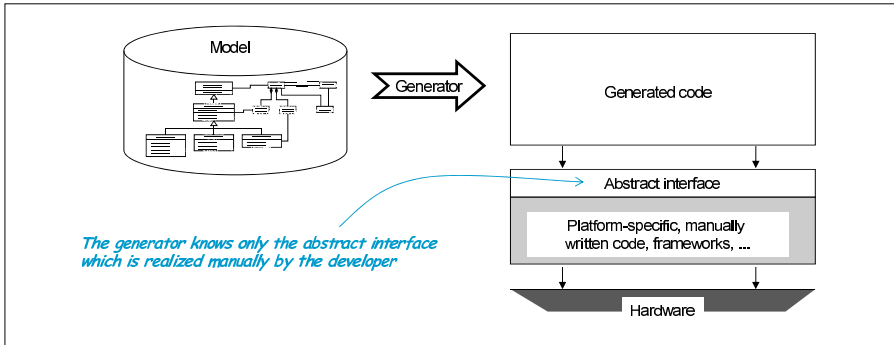 Model
Generator
Generated code
Abstract interface
Platform-specific, manually
written code, frameworks, ...
The generator knows only the abstract interface
which is realized manually by the developer
Hardware